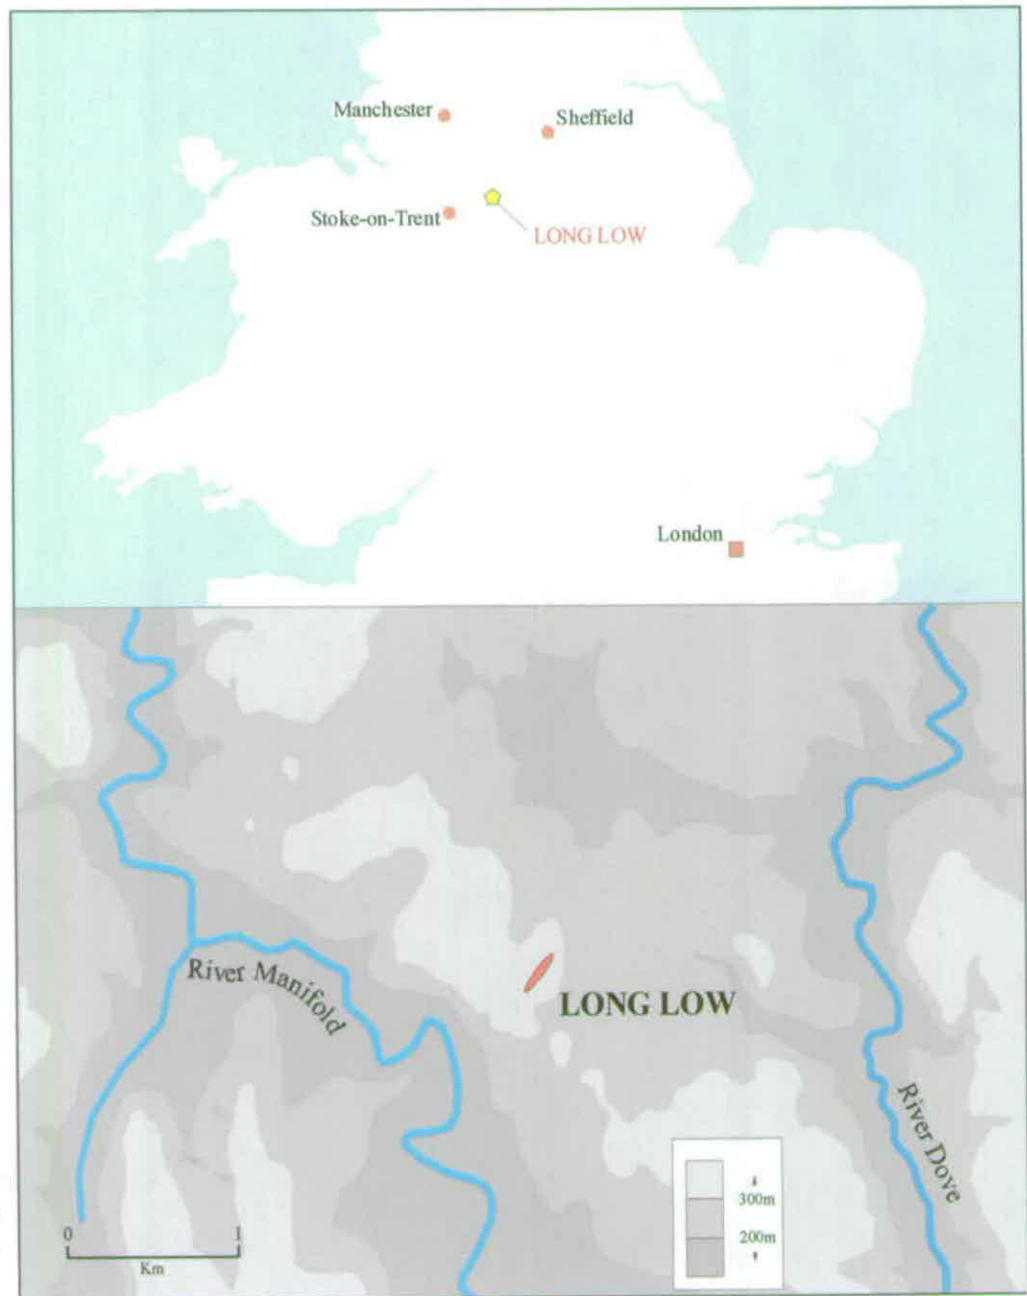 Manchester
Sheffield
Stoke-on-Trent
LONG LOW
London
River Manifold
LONG LOW
River Dove
300m
200m
0 1
Km